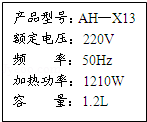 产品型号：AH—X13
额定电压：220V
频　　率：50Hz
加热功率：1210W
容　　量：1.2L